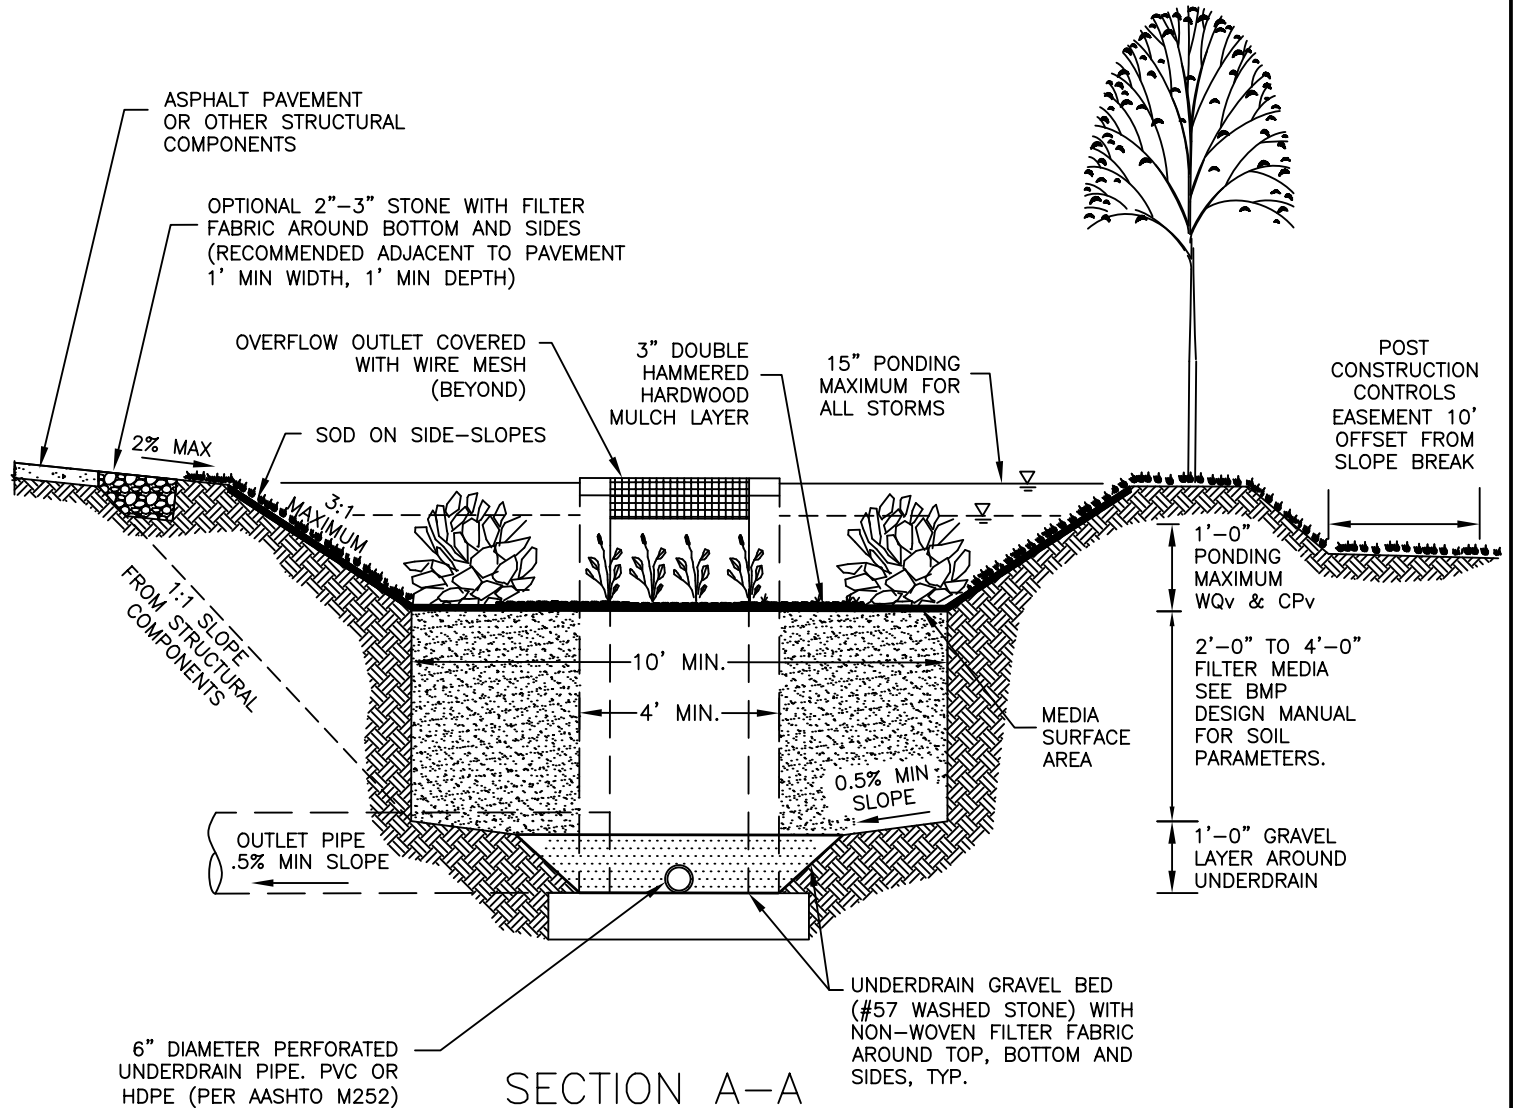 ASPHALT PAVEMENT
OR OTHER STRUCTURAL
COMPONENTS
OPTIONAL 2"–3" STONE WITH FILTER
FABRIC AROUND BOTTOM AND SIDES
(RECOMMENDED ADJACENT TO PAVEMENT
1' MIN WIDTH, 1' MIN DEPTH)
OVERFLOW OUTLET COVERED
WITH WIRE MESH
(BEYOND)
3" DOUBLE
HAMMERED
HARDWOOD
MULCH LAYER
15" PONDING
MAXIMUM FOR
ALL STORMS
POST
CONSTRUCTION
CONTROLS
EASEMENT 10'
OFFSET FROM
SLOPE BREAK
2% MAX
SOD ON SIDE-SLOPES
3:1
MAXIMUM
1:1 SLOPE
FROM STRUCTURAL
COMPONENTS
1'-0"
PONDING
MAXIMUM
WQv & CPv
10' MIN.
4' MIN.
2'-0" TO 4'-0"
FILTER MEDIA
SEE BMP
DESIGN MANUAL
FOR SOIL
PARAMETERS.
MEDIA
SURFACE
AREA
0.5% MIN
SLOPE
OUTLET PIPE
.5% MIN SLOPE
1'-0" GRAVEL
LAYER AROUND
UNDERDRAIN
UNDERDRAIN GRAVEL BED
(#57 WASHED STONE) WITH
NON-WOVEN FILTER FABRIC
AROUND TOP, BOTTOM AND
SIDES, TYP.
6" DIAMETER PERFORATED
UNDERDRAIN PIPE. PVC OR
HDPE (PER AASHTO M252)
SECTION A-A